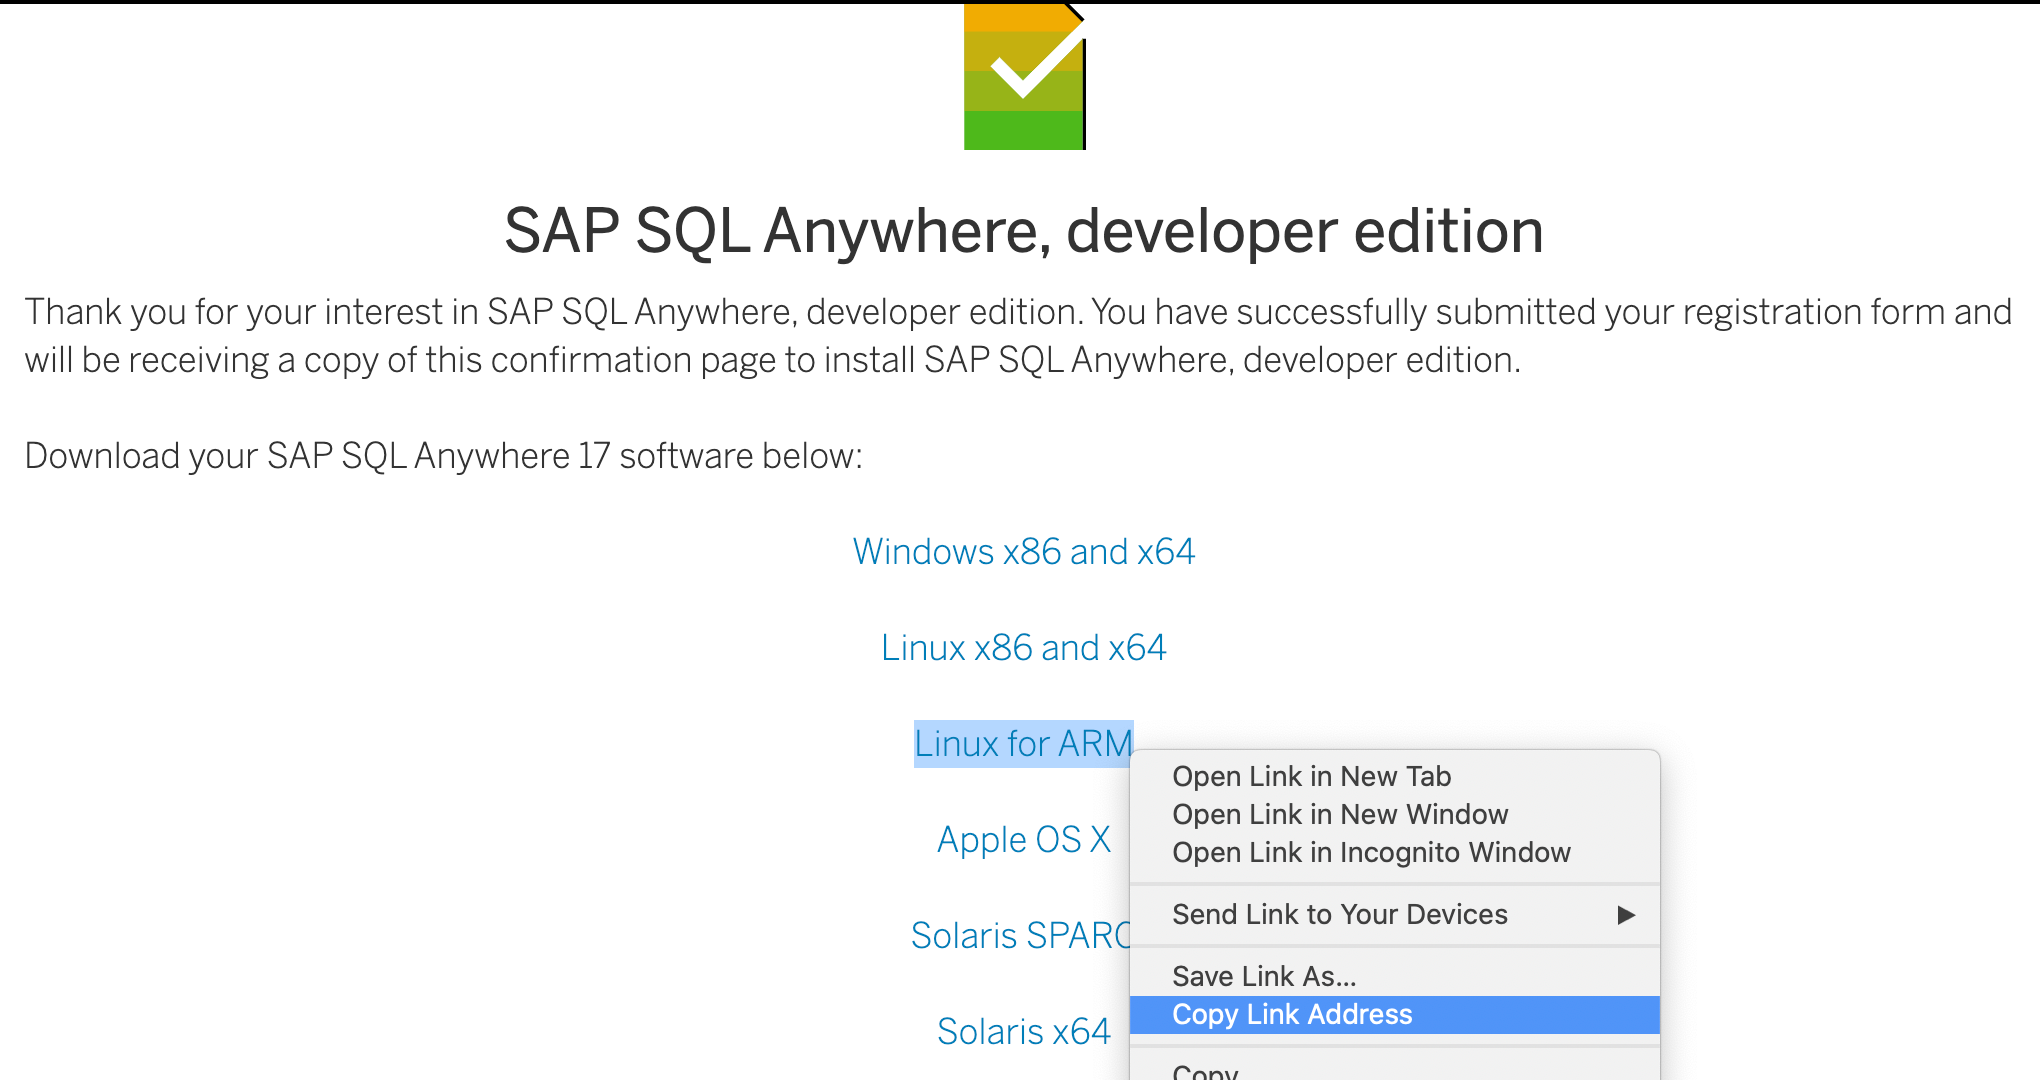 SAP SQL Anywhere, developer edition
Thank you for your interest in SAP SQL Anywhere, developer edition. You have successfully submitted your registration form and
will be receiving a copy of this confirmation page to install SAP SQL Anywhere, developer edition.
Download your SAP SQL Anywhere 17 software below:
Windows x86 and x64
Linux x86 and x64
Linux for ARM
Apple OS X
Solaris SPARC
Solaris x64
Open Link in New Tab
Open Link in New Window
Open Link in Incognito Window
Send Link to Your Devices
Save Link As...
Copy Link Address
Copy